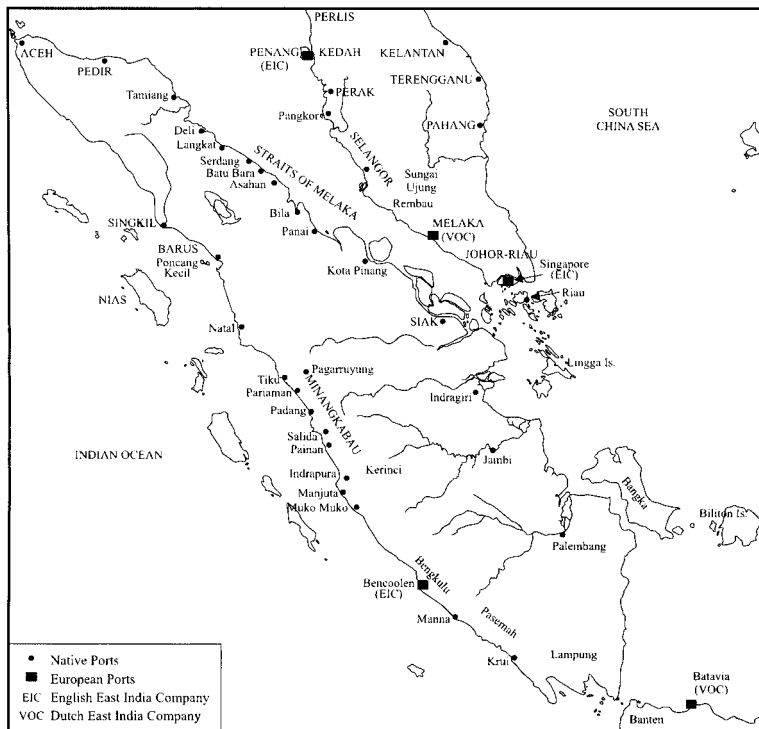 PERLIS
ACEH
PENANG
(EIC)
KEDAH
KELANTAN
PEDIR
TERENGGANU
Tamiang
PERAK
Pangkor
SOUTH
CHINA SEA
PAHANG
Deli
Langkat
STRAITS OF MELAKA
SELANGOR
Serdang
Batu Bara
Asahan
Sungai
Ujung
Rembau
Bila
SINGKIL
Panai
MELAKA
(VOC)
BARUS
Poncang
Kecil
Kota Pinang
JOHOR-RIAU
Singapore
(EIC)
Riau
NIAS
SIAK
Natal
Lingga Is.
Pagarruyung
Tiku
Pariaman
MINANGKABAU
Indragiri
Padang
Salida
Painan
INDIAN OCEAN
Jambi
Kerinci
Indrapura
Manjuta
Muko Muko
Bangka
Biliton Is.
Palembang
Bengkulu
Bencoolen
(EIC)
Manna
Pasemah
Krui
Lampung
Batavia
(VOC)
Banten
Native Ports
European Ports
EIC English East India Company
VOC Dutch East India Company